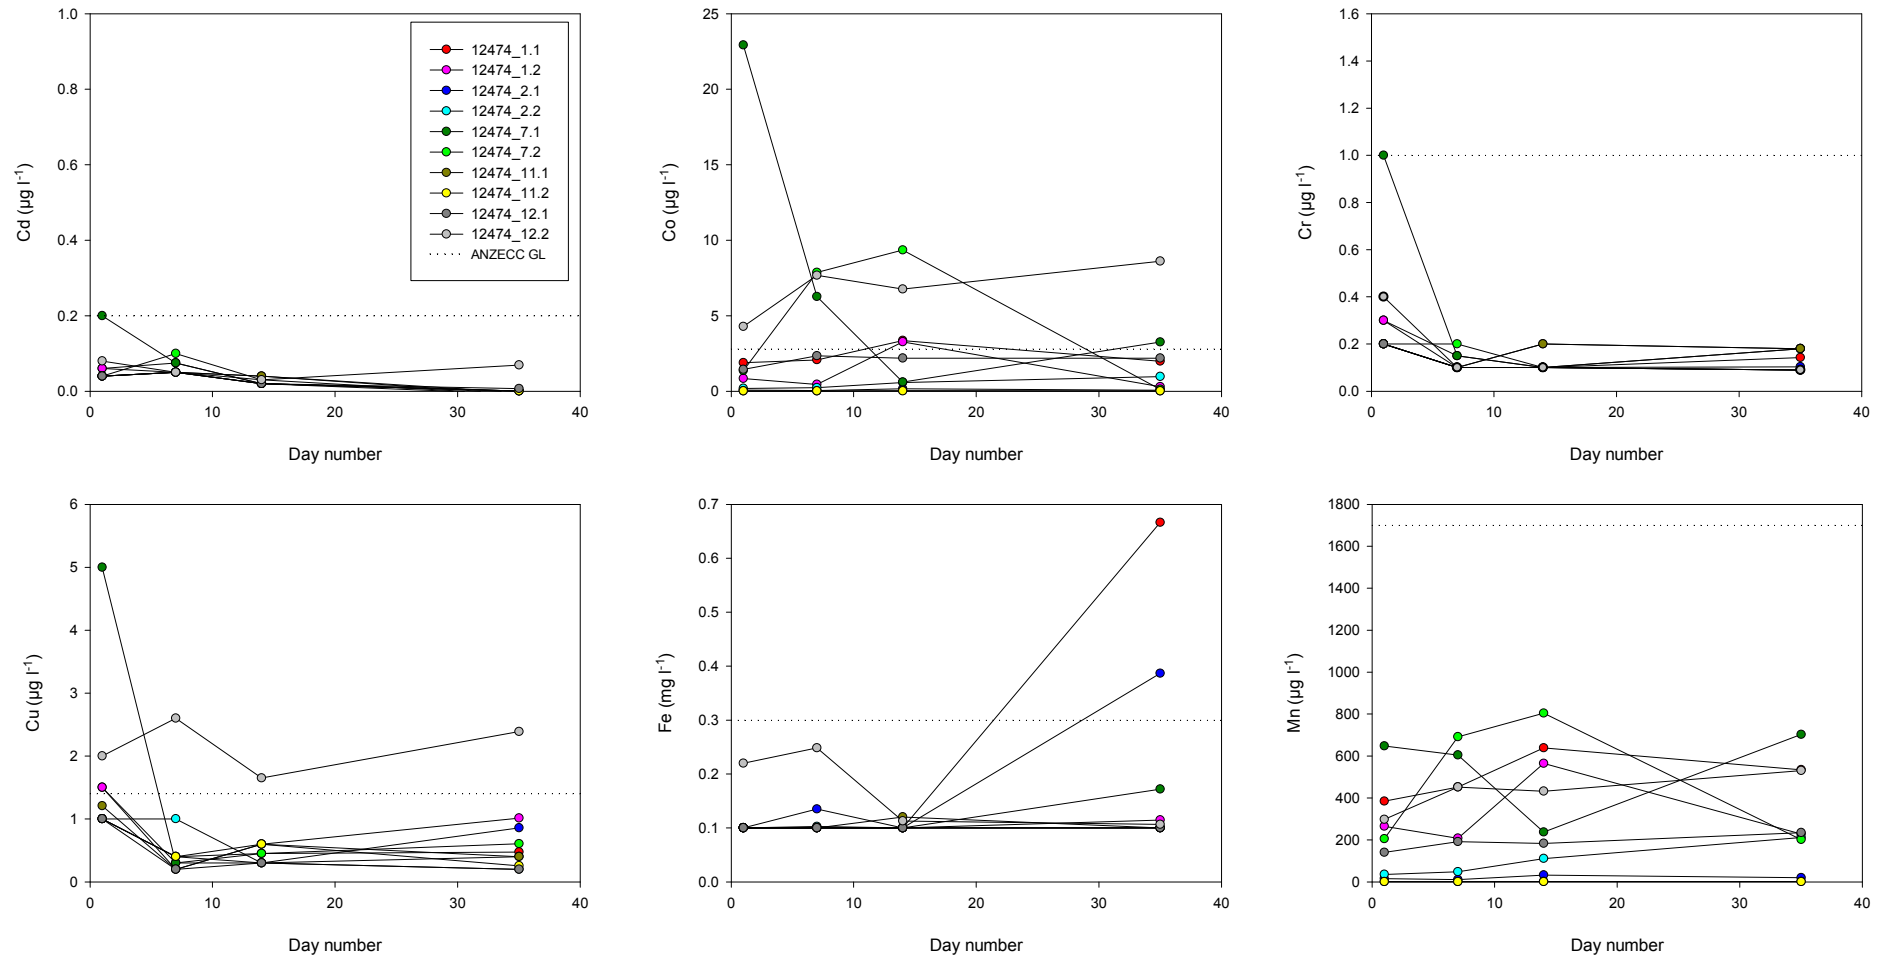 1.0
0.8
0.6
0.4
0.2
0.0
Cd (µg l⁻¹)
0 10 20 30 40
Day number
12474_1.1
12474_1.2
12474_2.1
12474_2.2
12474_7.1
12474_7.2
12474_11.1
12474_11.2
12474_12.1
12474_12.2
ANZECC GL
25
20
15
10
5
0
Co (µg l⁻¹)
0 10 20 30 40
Day number
1.6
1.4
1.2
1.0
0.8
0.6
0.4
0.2
0.0
Cr (µg l⁻¹)
0 10 20 30 40
Day number
6
5
4
3
2
1
0
Cu (µg l⁻¹)
0 10 20 30 40
Day number
0.7
0.6
0.5
0.4
0.3
0.2
0.1
0.0
Fe (mg l⁻¹)
0 10 20 30 40
Day number
1800
1600
1400
1200
1000
800
600
400
200
0
Mn (µg l⁻¹)
0 10 20 30 40
Day number